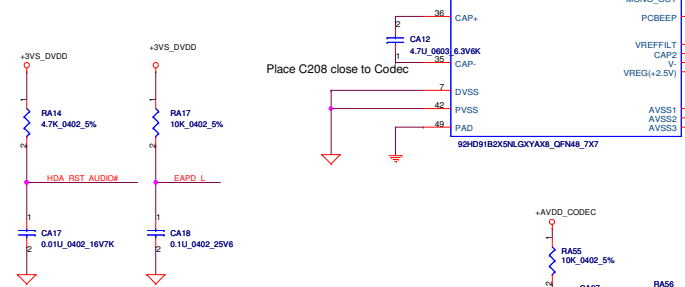 MONO_OUT
36
CAP+
PCBEEP
2
CA12
4.7U_0603_6.3V6K
VREFFILT
CAP2
1
35
CAP-
V-
VREG(+2.5V)
+3VS_DVDD
+3VS_DVDD
Place C208 close to Codec
7
DVSS
1
1
42
PVSS
AVSS1
AVSS2
RA14
4.7K_0402_5%
RA17
10K_0402_5%
49
PAD
AVSS3
2
2
92HD91B2X5NLGXYAX8_QFN48_7X7
HDA_RST_AUDIO#
EAPD_L
1
1
+AVDD_CODEC
CA17
0.01U_0402_16V7K
CA18
0.1U_0402_25V6
2
2
1
RA55
10K_0402_5%
2
RA56